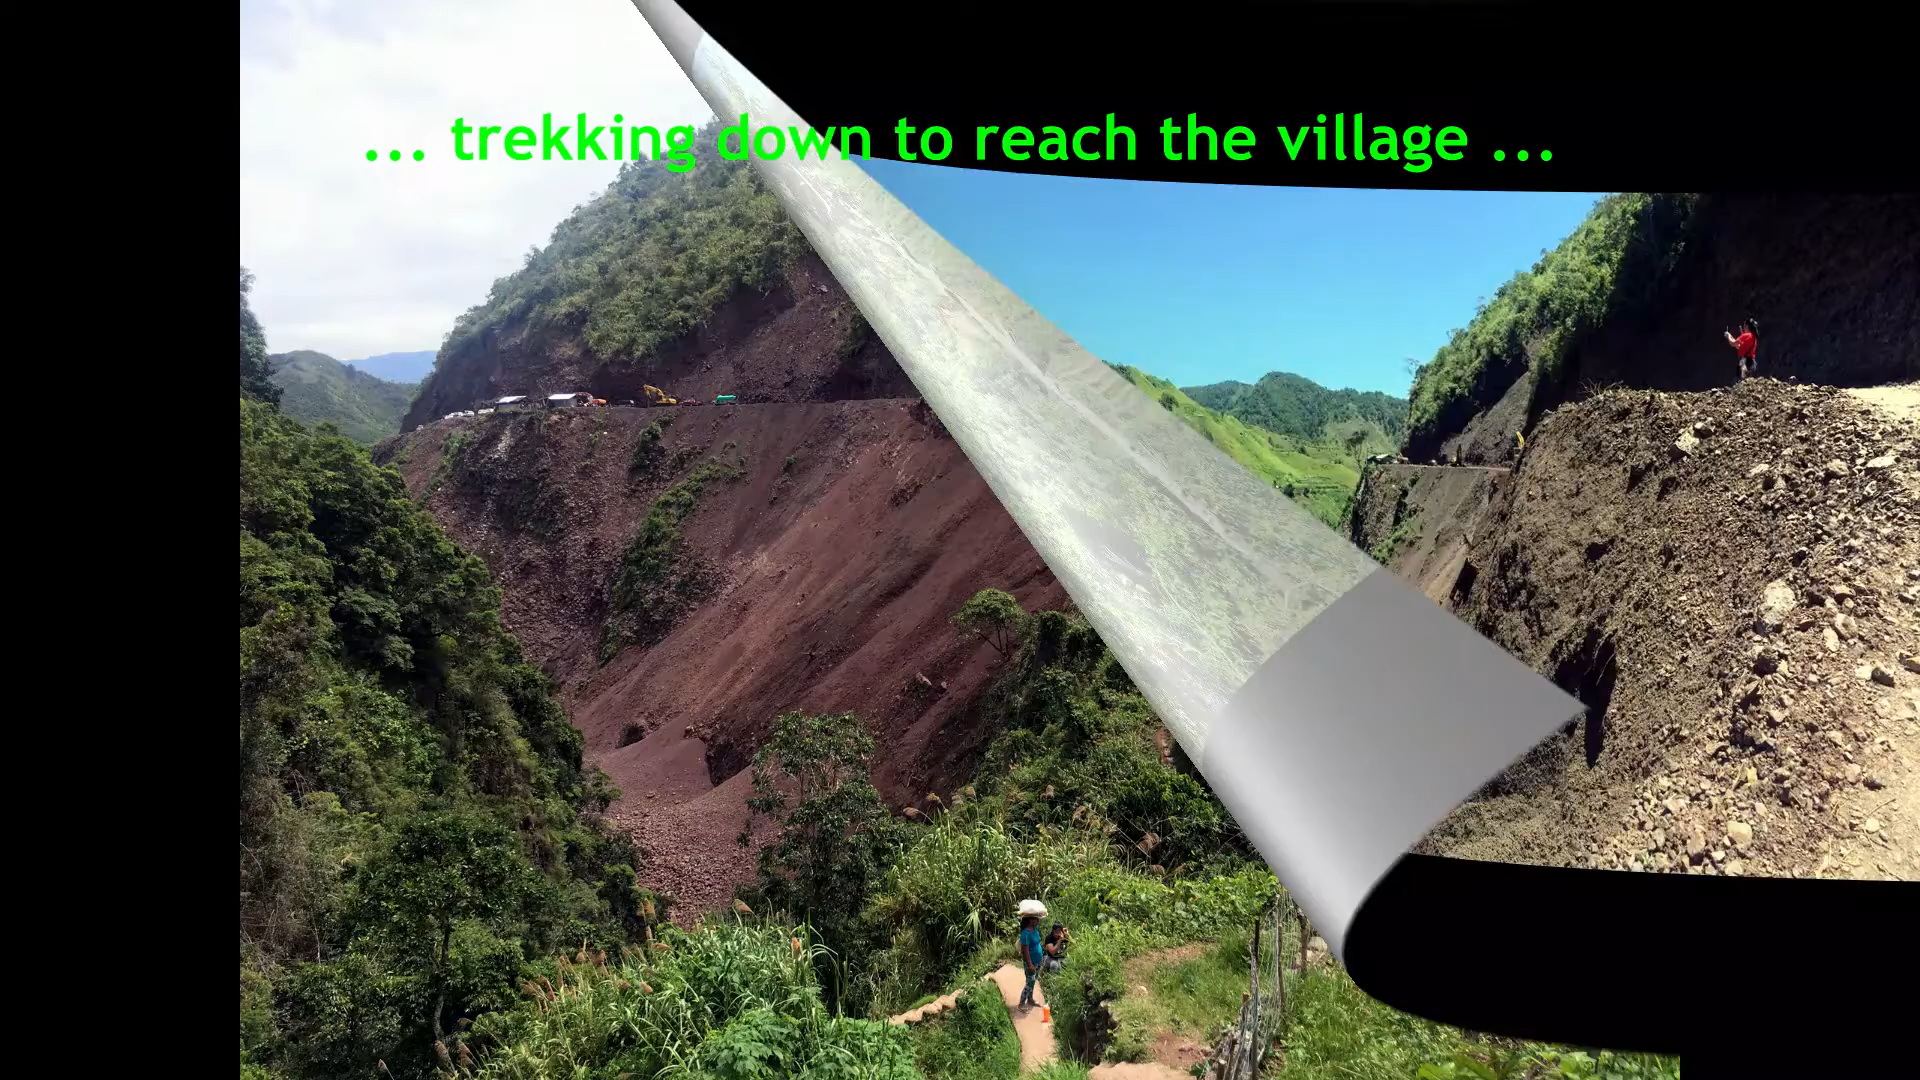 ... trekking down to reach the village ...